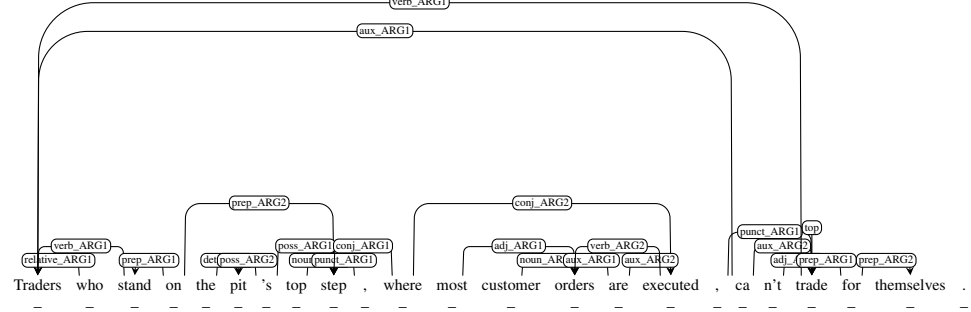 verb_ARG1
aux_ARG1
prep_ARG2 conj_ARG2
punct_ARG1 top
verb_ARG1 poss_ARG1 conj_ARG1 adj_ARG1 verb_ARG2 aux_ARG2
relative_ARG1 prep_ARG1 poss_ARG2 punct_ARG1 aux_ARG1 aux_ARG2 prep_ARG1 prep_ARG2
Traders who stand on the pit 's top step , where most customer orders are executed , ca n't trade for themselves .
_ _ _ _ _ _ _ _ _ _ _ _ _ _ _ _ _ _ _ _ _ _ _